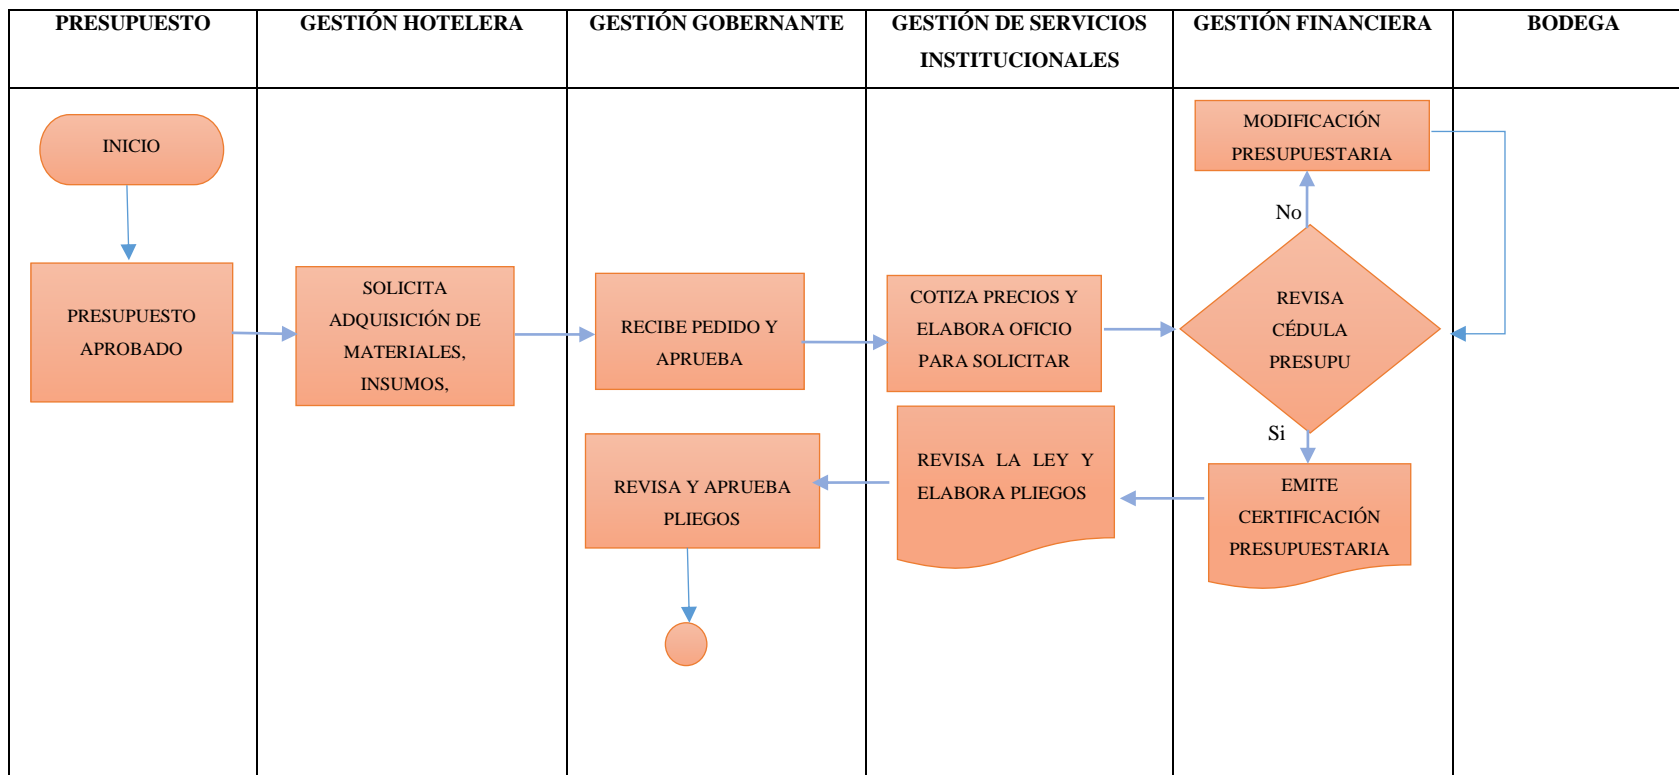 PRESUPUESTO
GESTIÓN HOTELERA
GESTIÓN GOBERNANTE
GESTIÓN DE SERVICIOS
INSTITUCIONALES
GESTIÓN FINANCIERA
BODEGA
INICIO
PRESUPUESTO
APROBADO
SOLICITA
ADQUISICIÓN DE
MATERIALES,
INSUMOS,
RECIBE PEDIDO Y
APRUEBA
COTIZA PRECIOS Y
ELABORA OFICIO
PARA SOLICITAR
MODIFICACIÓN
PRESUPUESTARIA
No
REVISA
CÉDULA
PRESUPU
Si
EMITE
CERTIFICACIÓN
PRESUPUESTARIA
REVISA LA LEY Y
ELABORA PLIEGOS
REVISA Y APRUEBA
PLIEGOS